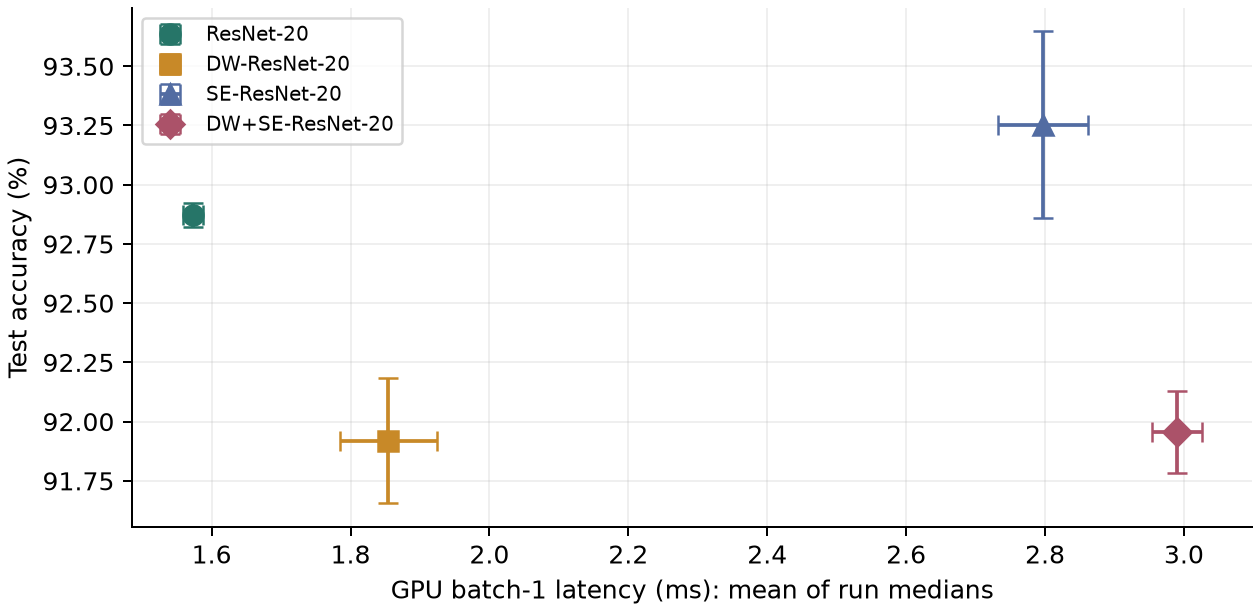 ResNet-20
DW-ResNet-20
SE-ResNet-20
DW+SE-ResNet-20
Test accuracy (%)
93.50
93.25
93.00
92.75
92.50
92.25
92.00
91.75
1.6 1.8 2.0 2.2 2.4 2.6 2.8 3.0
GPU batch-1 latency (ms): mean of run medians